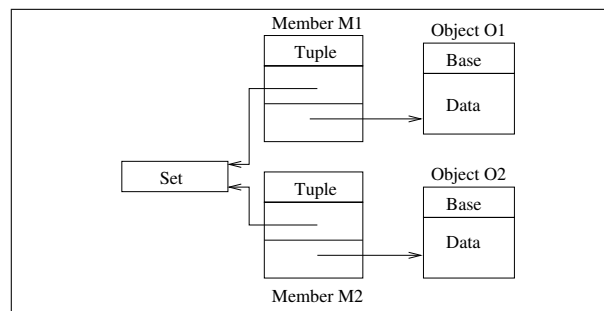 Member M1
Object O1
Tuple
Base
Data
Set
Object O2
Tuple
Base
Data
Member M2